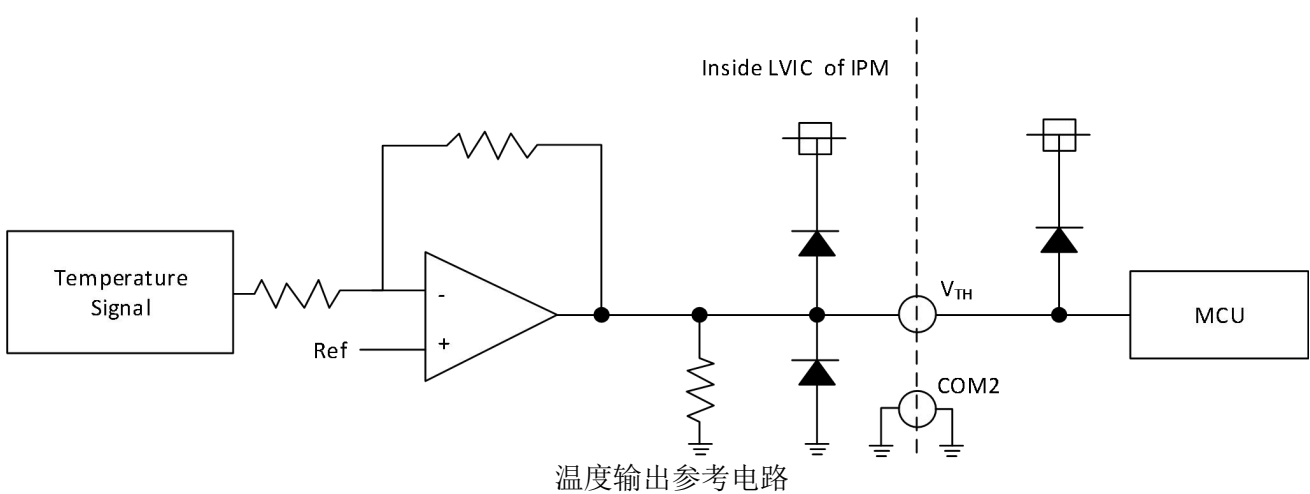 Inside LVIC of IPM
Temperature
Signal
-
+
Ref
VTH
MCU
COM2
温度输出参考电路